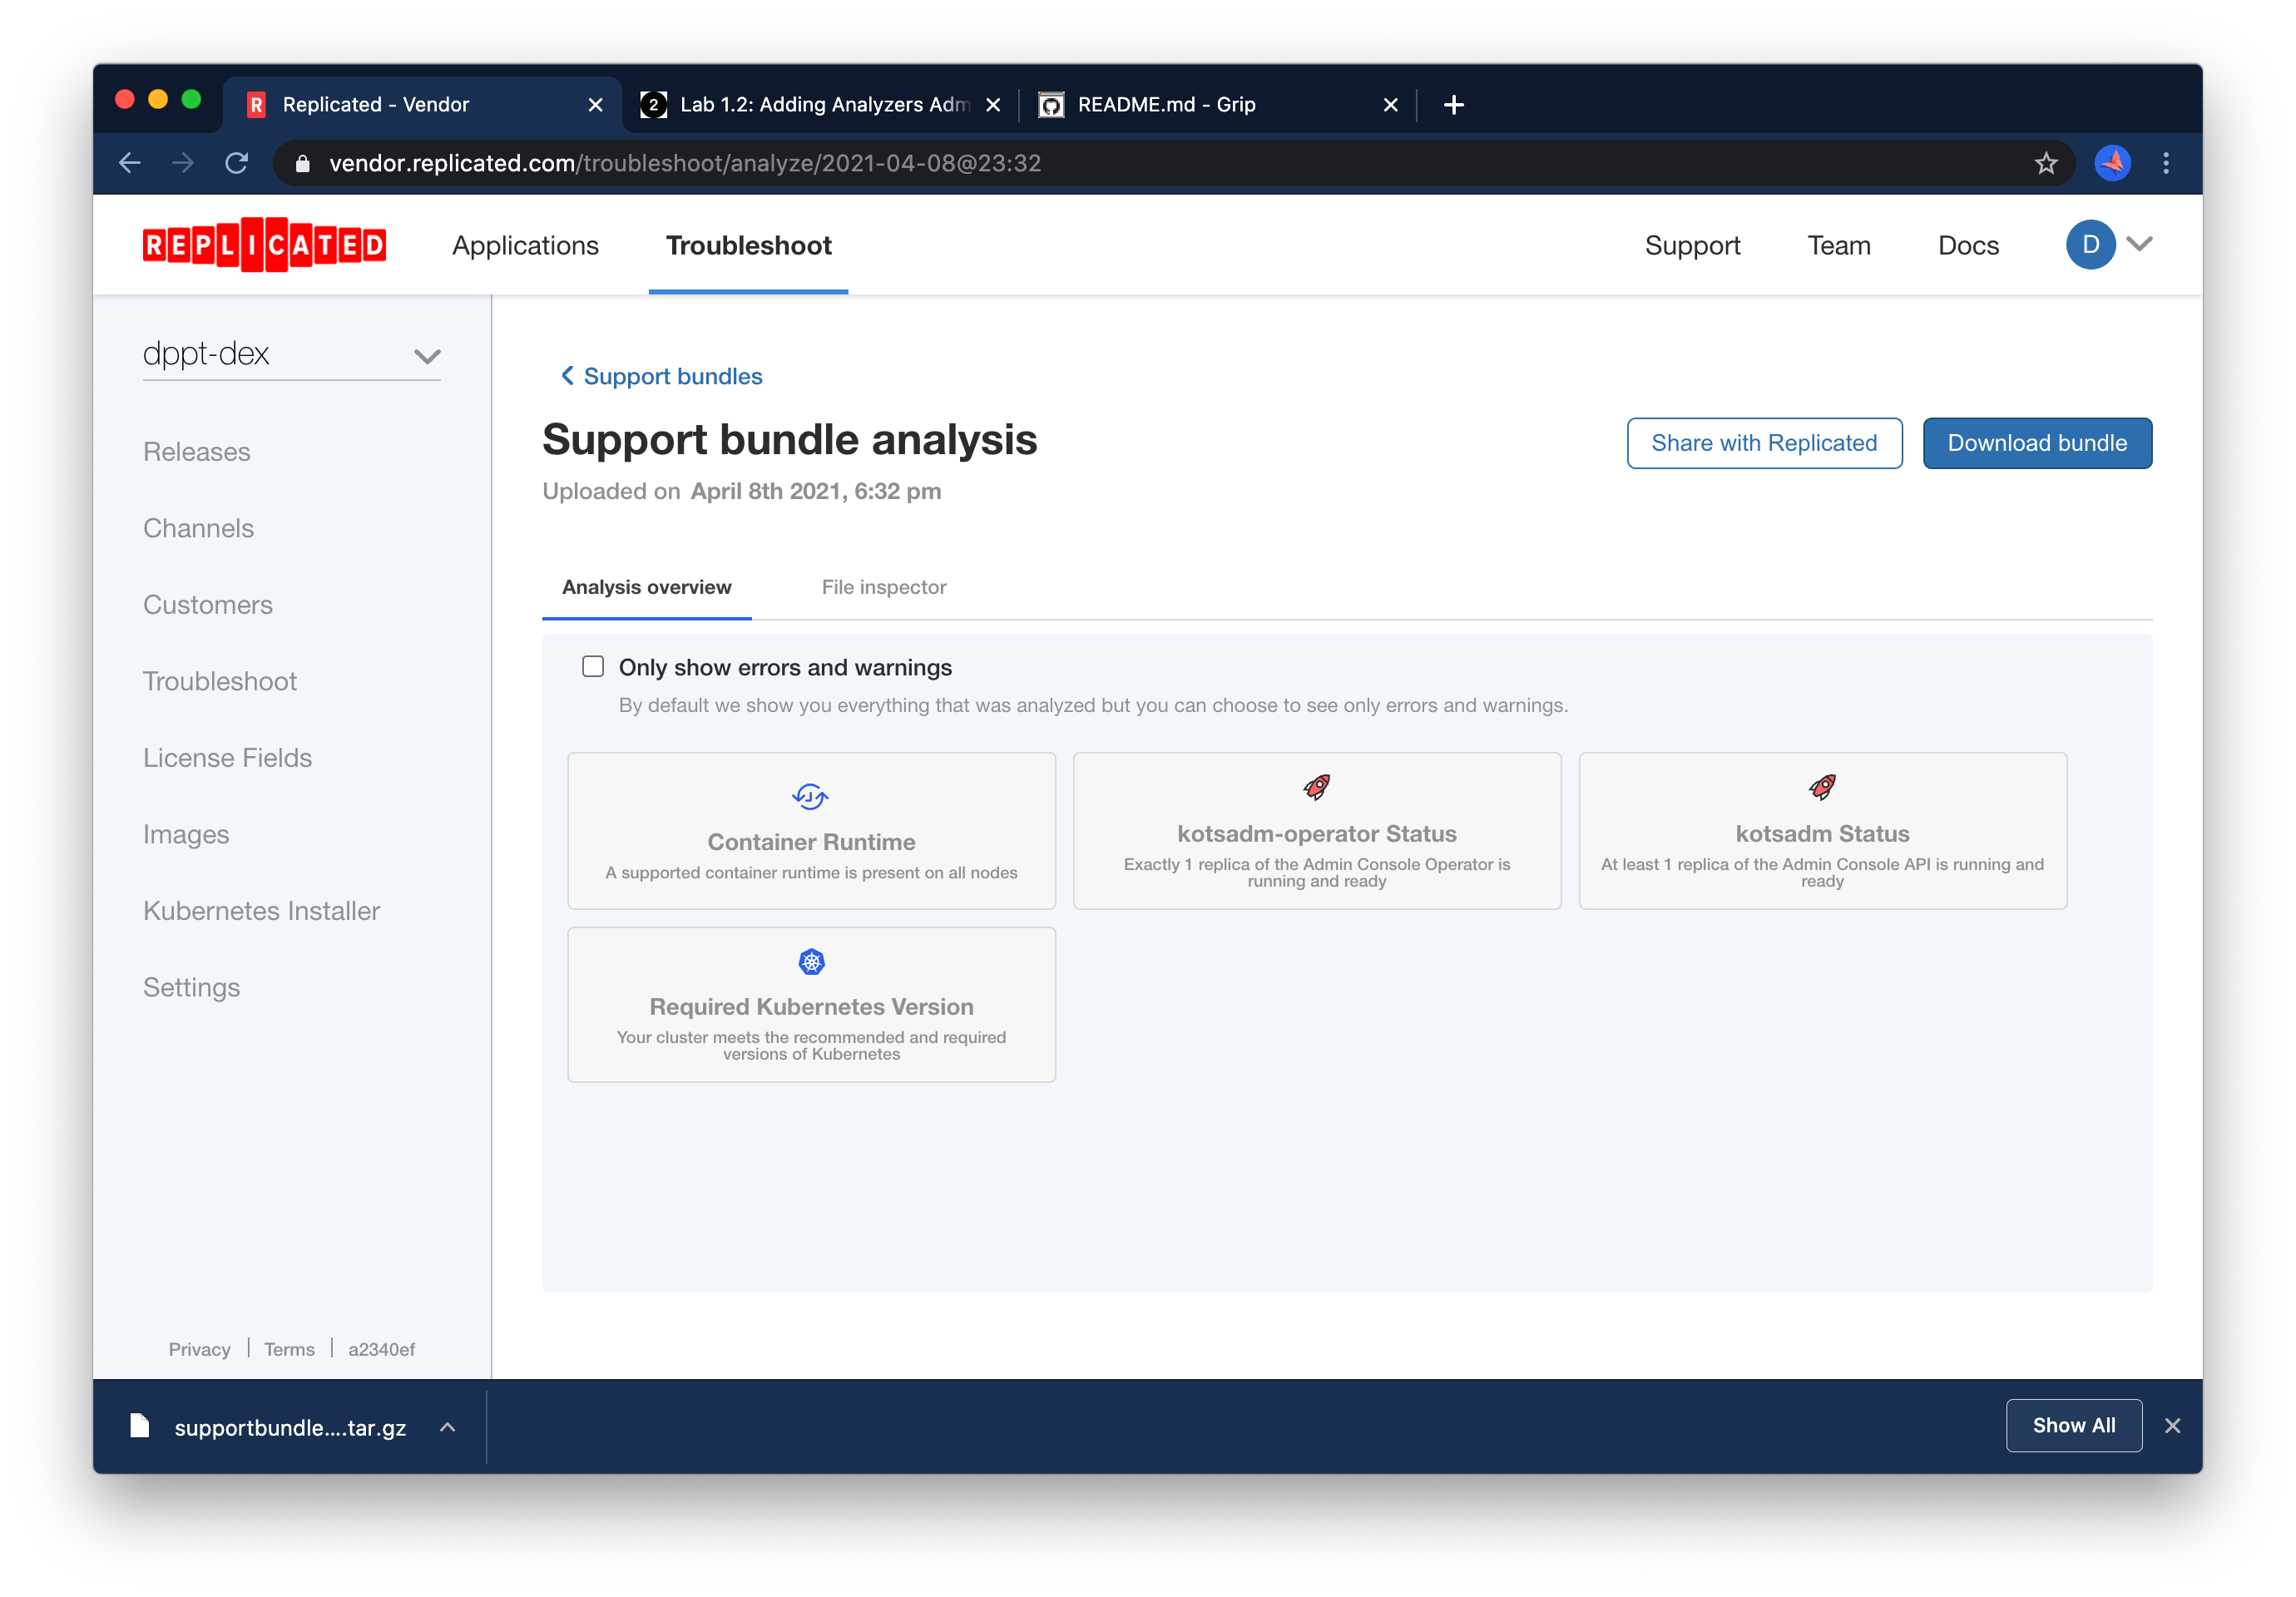 Replicated - Vendor
2 Lab 1.2: Adding Analyzers Adm
README.md - Grip
vendor.replicated.com/troubleshoot/analyze/2021-04-08@23:32
REPLICATED
Applications
Troubleshoot
Support
Team
Docs
D
dppt-dex
Releases
Channels
Customers
Troubleshoot
License Fields
Images
Kubernetes Installer
Settings
Privacy | Terms | a2340ef
Support bundles
Support bundle analysis
Share with Replicated
Download bundle
Uploaded on April 8th 2021, 6:32 pm
Analysis overview
File inspector
Only show errors and warnings
By default we show you everything that was analyzed but you can choose to see only errors and warnings.
Container Runtime
A supported container runtime is present on all nodes
kotsadm-operator Status
Exactly 1 replica of the Admin Console Operator is
running and ready
kotsadm Status
At least 1 replica of the Admin Console API is running and
ready
Required Kubernetes Version
Your cluster meets the recommended and required
versions of Kubernetes
supportbundle....tar.gz
Show All